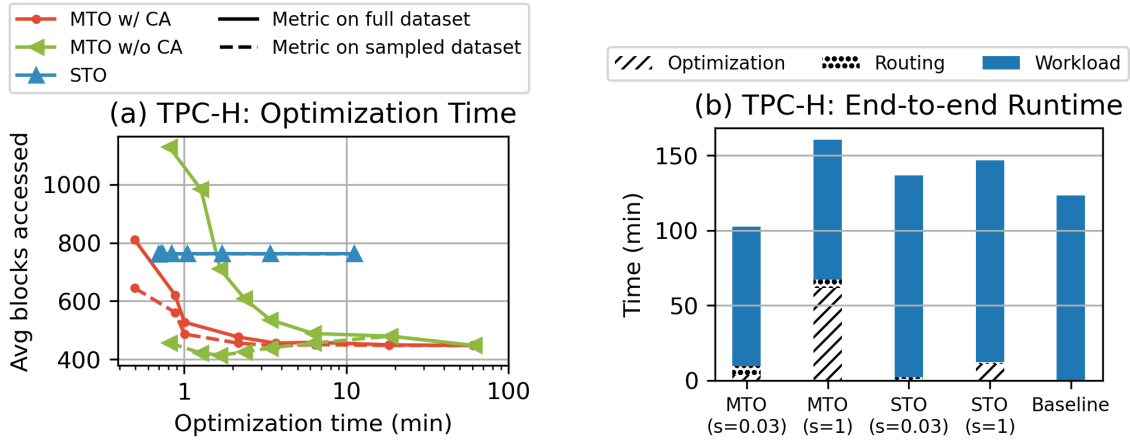 MTO w/ CA
MTO w/o CA
STO
Metric on full dataset
Metric on sampled dataset
(a) TPC-H: Optimization Time
Avg blocks accessed
1000
800
600
400
1
10
100
Optimization time (min)
Optimization
Routing
Workload
(b) TPC-H: End-to-end Runtime
Time (min)
150
100
50
0
MTO
(s=0.03)
MTO
(s=1)
STO
(s=0.03)
STO
(s=1)
Baseline